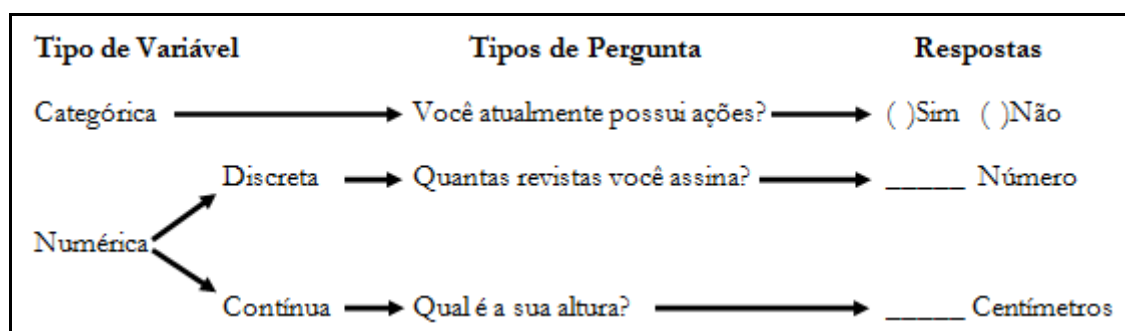 Tipo de Variável Tipos de Pergunta Respostas
Categórica Você atualmente possui ações? ( )Sim ( )Não
Discreta Quantas revistas você assina? _____ Número
Numérica
Contínua Qual é a sua altura? _____ Centímetros